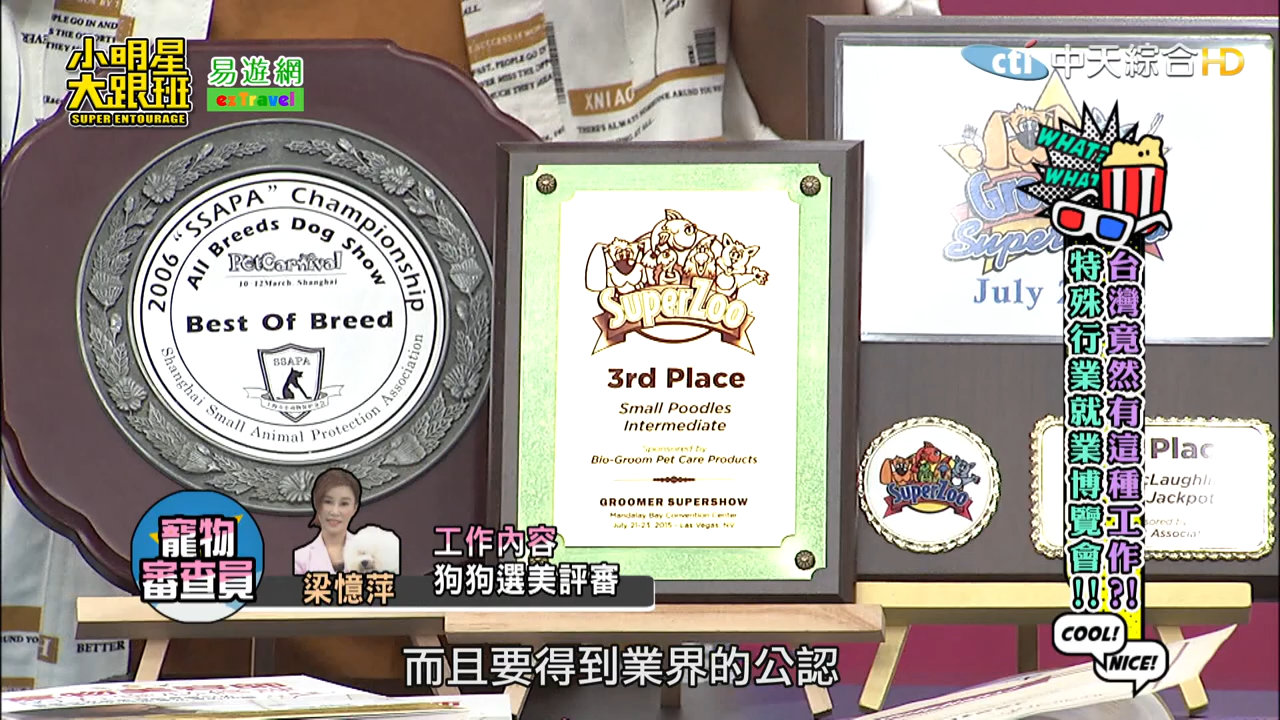 小明星
大跟班
SUPER ENTOURAGE
易遊網
ezTravel
cti 中天綜合HD
XNIAO
2006 "SSAPA" Championship
All Breeds Dog Show
PetCarnival
10-12March. Shanghai
Best Of Breed
SSAPA
Shanghai Small Animal Protection Association
SuperZoo
3rd Place
Small Poodles
Intermediate
Sponsored by
Bio-Groom Pet Care Products
GROOMER SUPERSHOW
Mandalay Bay Convention Center
July 21-23, 2015 - Las Vegas, NV
July 2
SuperZoo
Plac
Jackpot
WHAT?
WHAT
台灣竟然有這種工作?!
特殊行業就業博覽會!!
COOL!
NICE!
寵物
審查員
梁憶萍
工作內容
狗狗選美評審
BETTER
而且要得到業界的公認